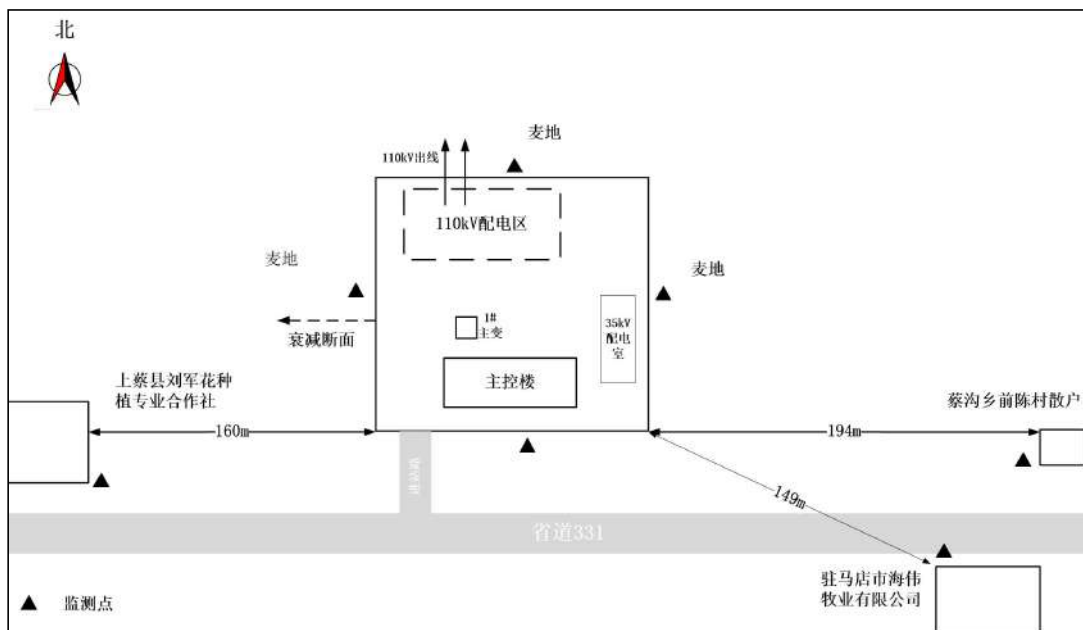 北
麦地
110kV出线
110kV配电区
麦地
麦地
1#
主变
35kV
配电
室
衰减断面
主控楼
上蔡县刘军花种
植专业合作社
蔡沟乡前陈村散户
160m
194m
149m
进站路
省道331
驻马店市海伟
牧业有限公司
监测点